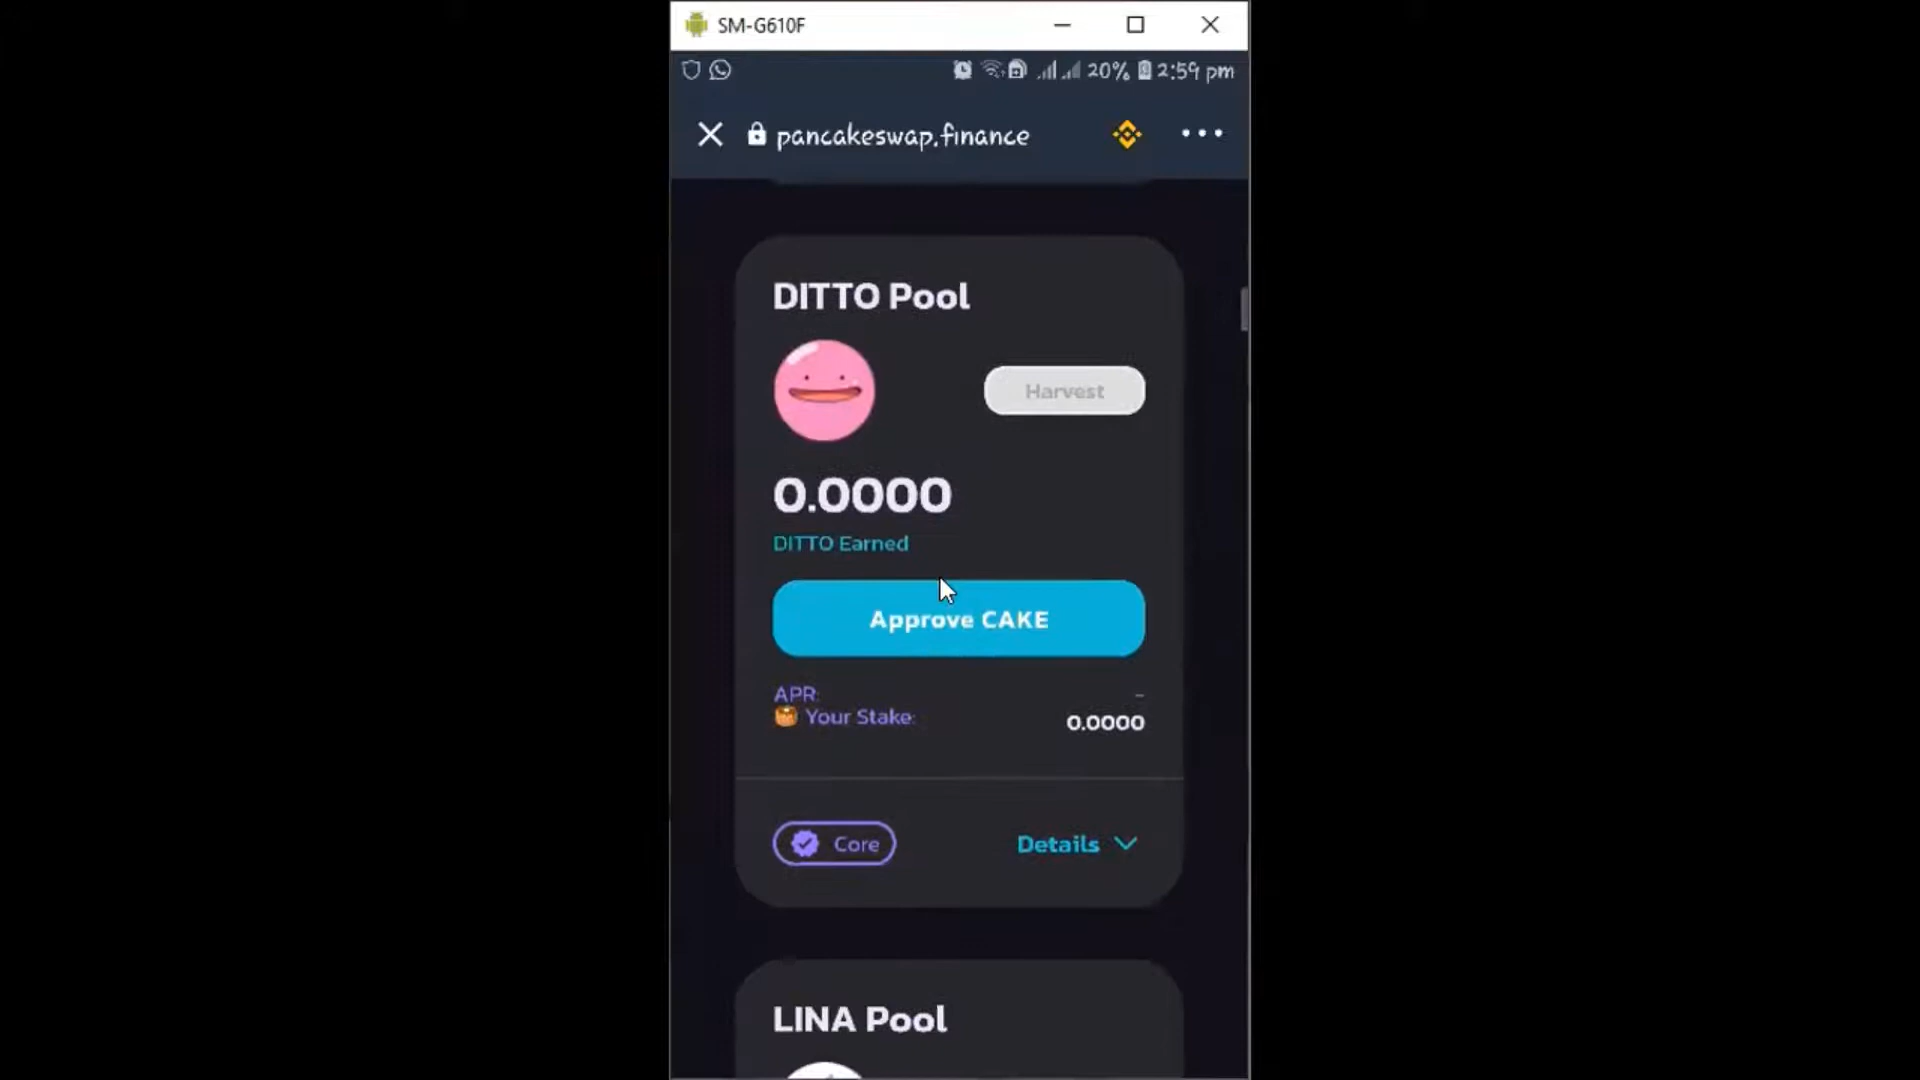 SM-G610F
20% 2:59 pm
pancakeswap.finance
DITTO Pool
Harvest
0.0000
DITTO Earned
Approve CAKE
APR: -
Your Stake: 0.0000
Core Details
LINA Pool